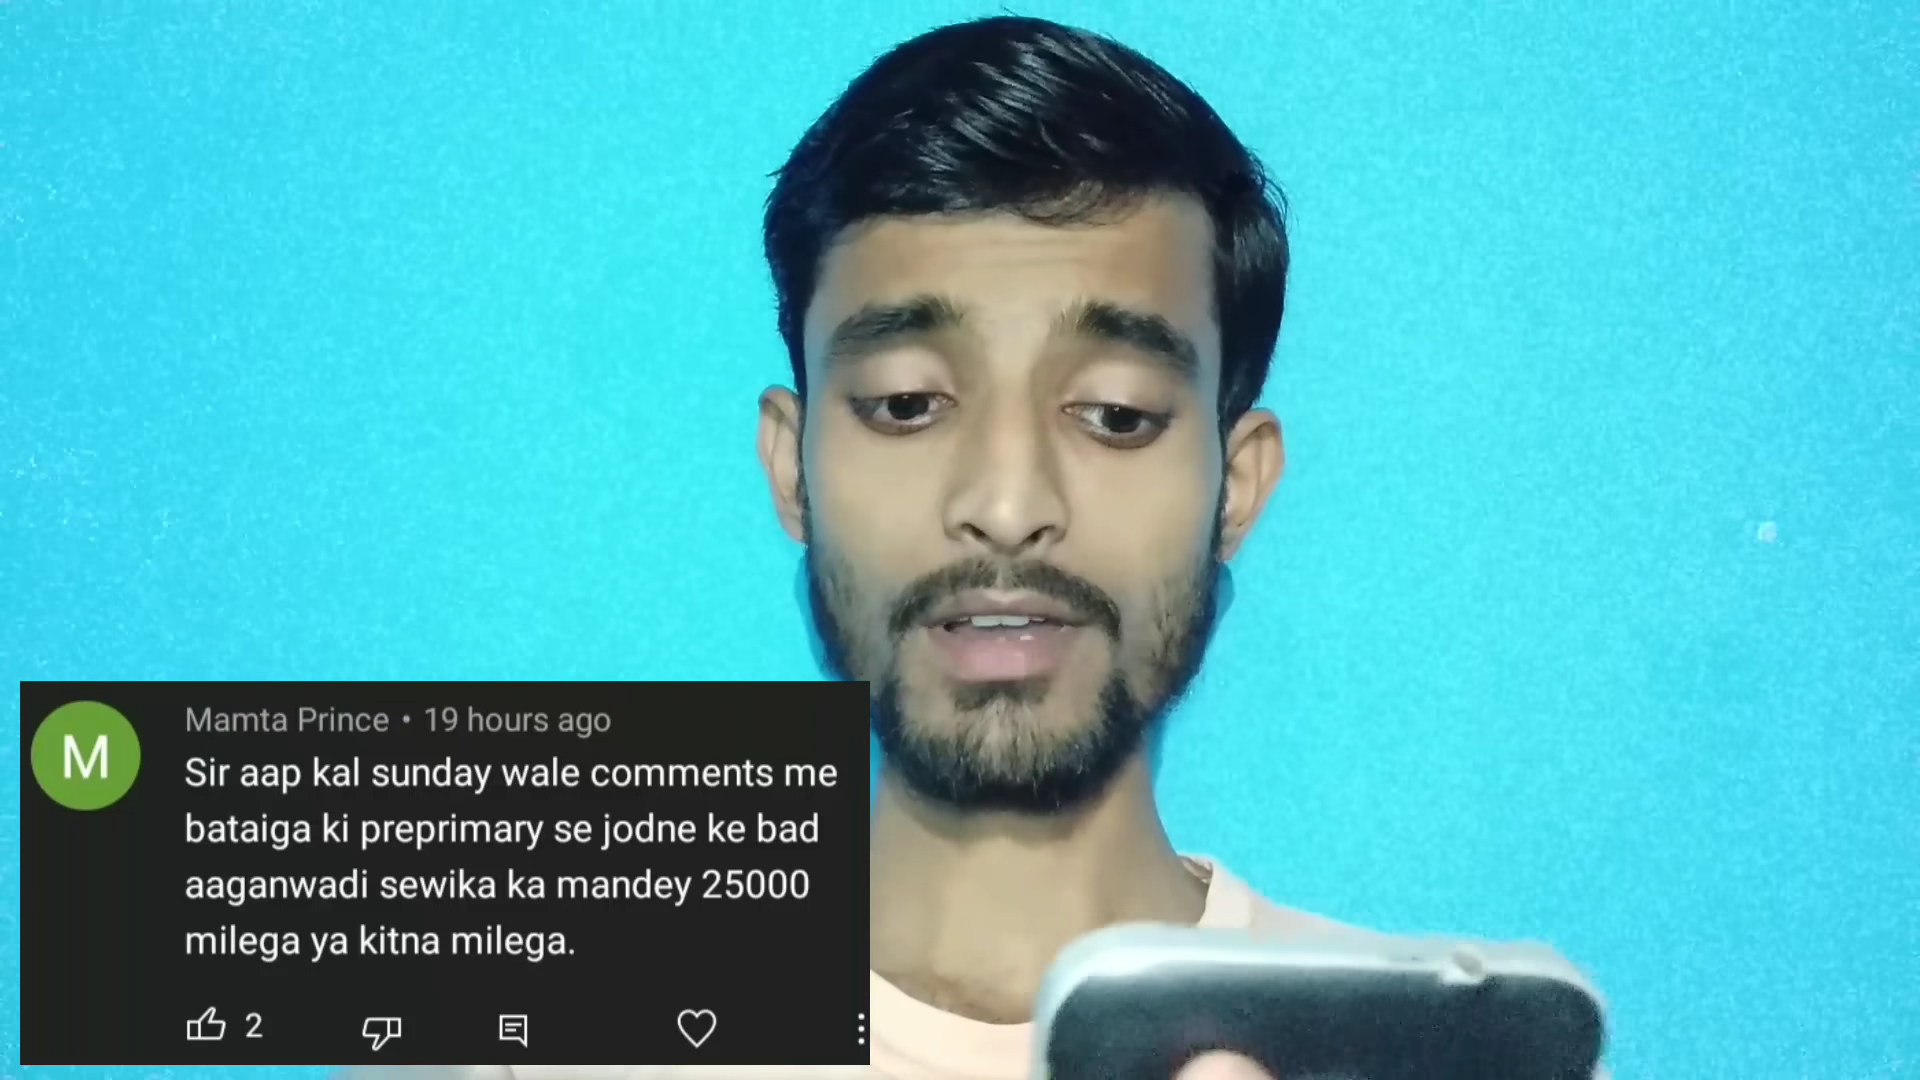 M
Mamta Prince • 19 hours ago
Sir aap kal sunday wale comments me
bataiga ki preprimary se jodne ke bad
aaganwadi sewika ka mandey 25000
milega ya kitna milega.
2